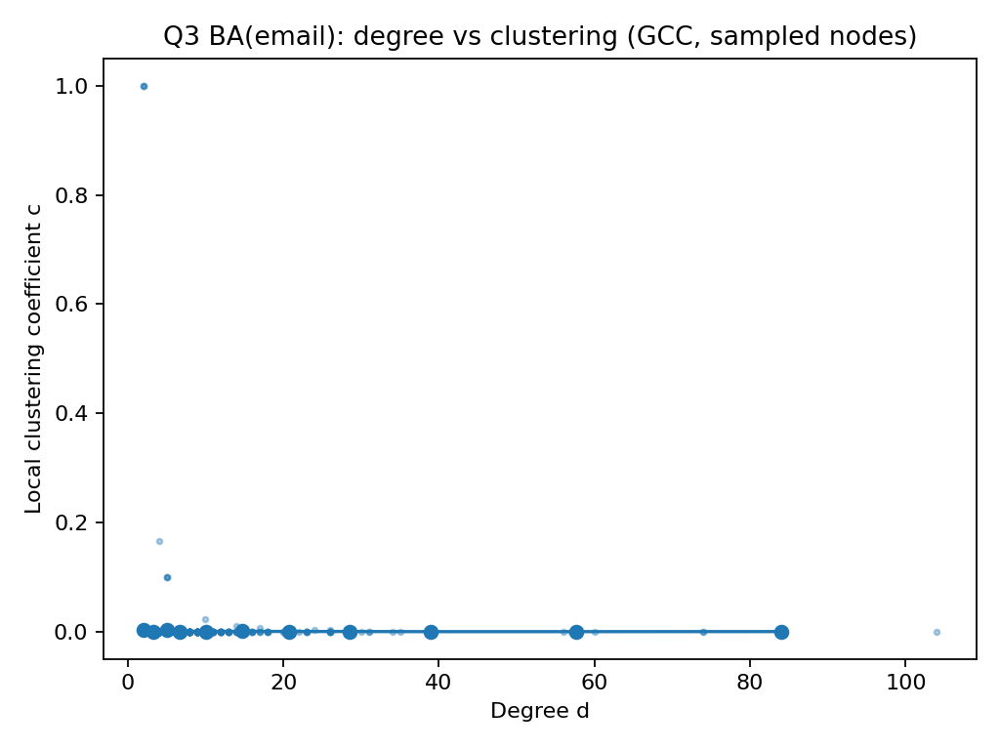 Q3 BA(email): degree vs clustering (GCC, sampled nodes)
Local clustering coefficient c
1.0
0.8
0.6
0.4
0.2
0.0
0 20 40 60 80 100
Degree d